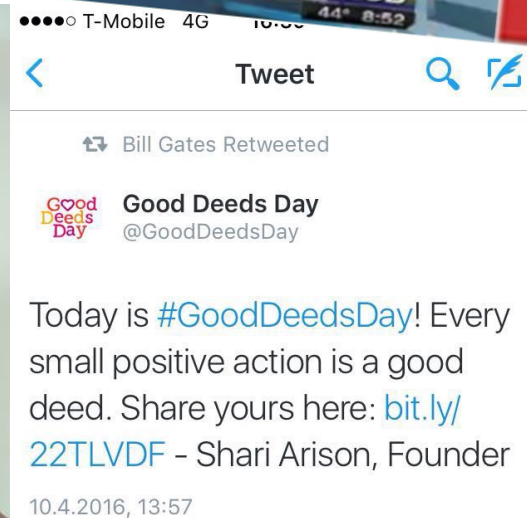 44° 8:52
T-Mobile 4G
Tweet
Bill Gates Retweeted
Good
Deeds
Day
Good Deeds Day
@GoodDeedsDay
Today is #GoodDeedsDay! Every
small positive action is a good
deed. Share yours here: bit.ly/
22TLVDF - Shari Arison, Founder
10.4.2016, 13:57